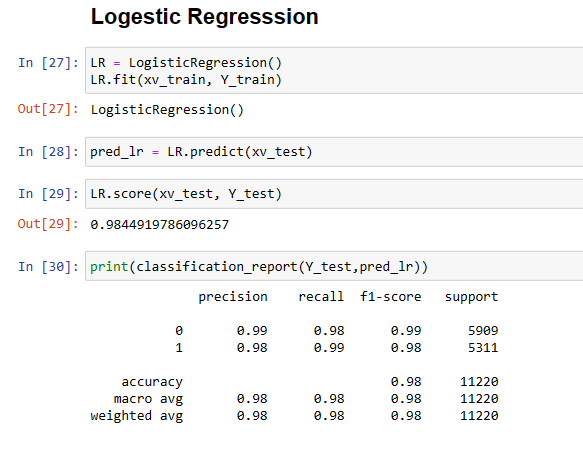 Logestic Regresssion
In [27]: LR = LogisticRegression()
LR.fit(xv_train, Y_train)
Out[27]: LogisticRegression()
In [28]: pred_lr = LR.predict(xv_test)
In [29]: LR.score(xv_test, Y_test)
Out[29]: 0.9844919786096257
In [30]: print(classification_report(Y_test,pred_lr))
precision recall f1-score support
0 0.99 0.98 0.99 5909
1 0.98 0.99 0.98 5311
accuracy 0.98 11220
macro avg 0.98 0.98 0.98 11220
weighted avg 0.98 0.98 0.98 11220